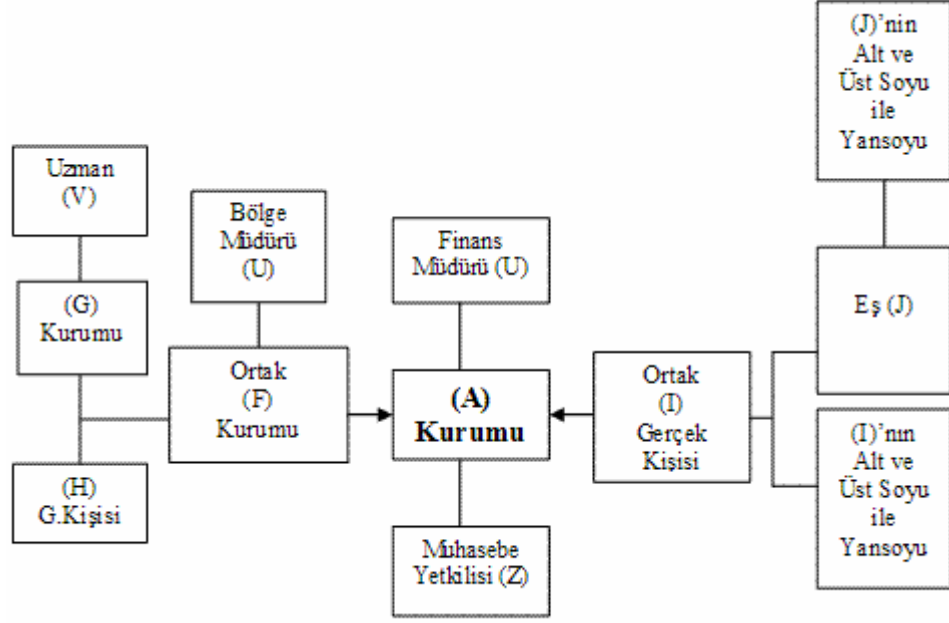 (J)'nin
Alt ve
Üst Soyu
ile
Yansoyu
Uzman
(V)
Bölge
Müdürü
(U)
Finans
Müdürü (U)
(G)
Kurumu
Eş (J)
Ortak
(F)
Kurumu
(A)
Kurumu
Ortak
(I)
Gerçek
Kişisi
(I)'nın
Alt ve
Üst Soyu
ile
Yansoyu
(H)
G.Kişisi
Muhasebe
Yetkilisi (Z)